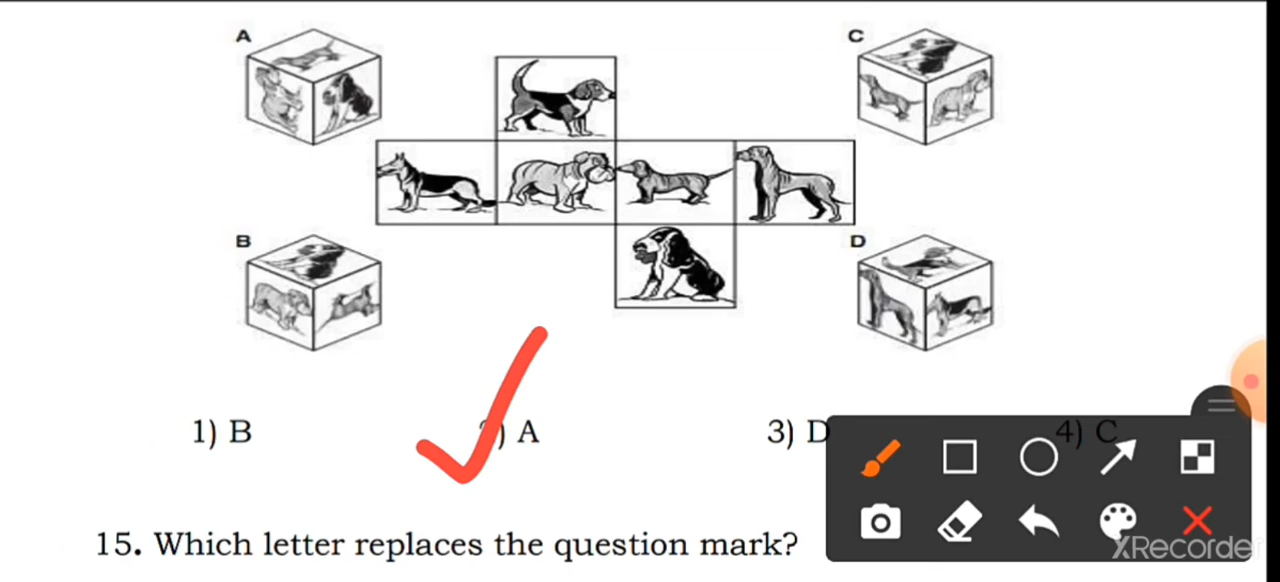 A
C
B
D
1) B
) A
3) D
4) C
15. Which letter replaces the question mark?
XRecorder